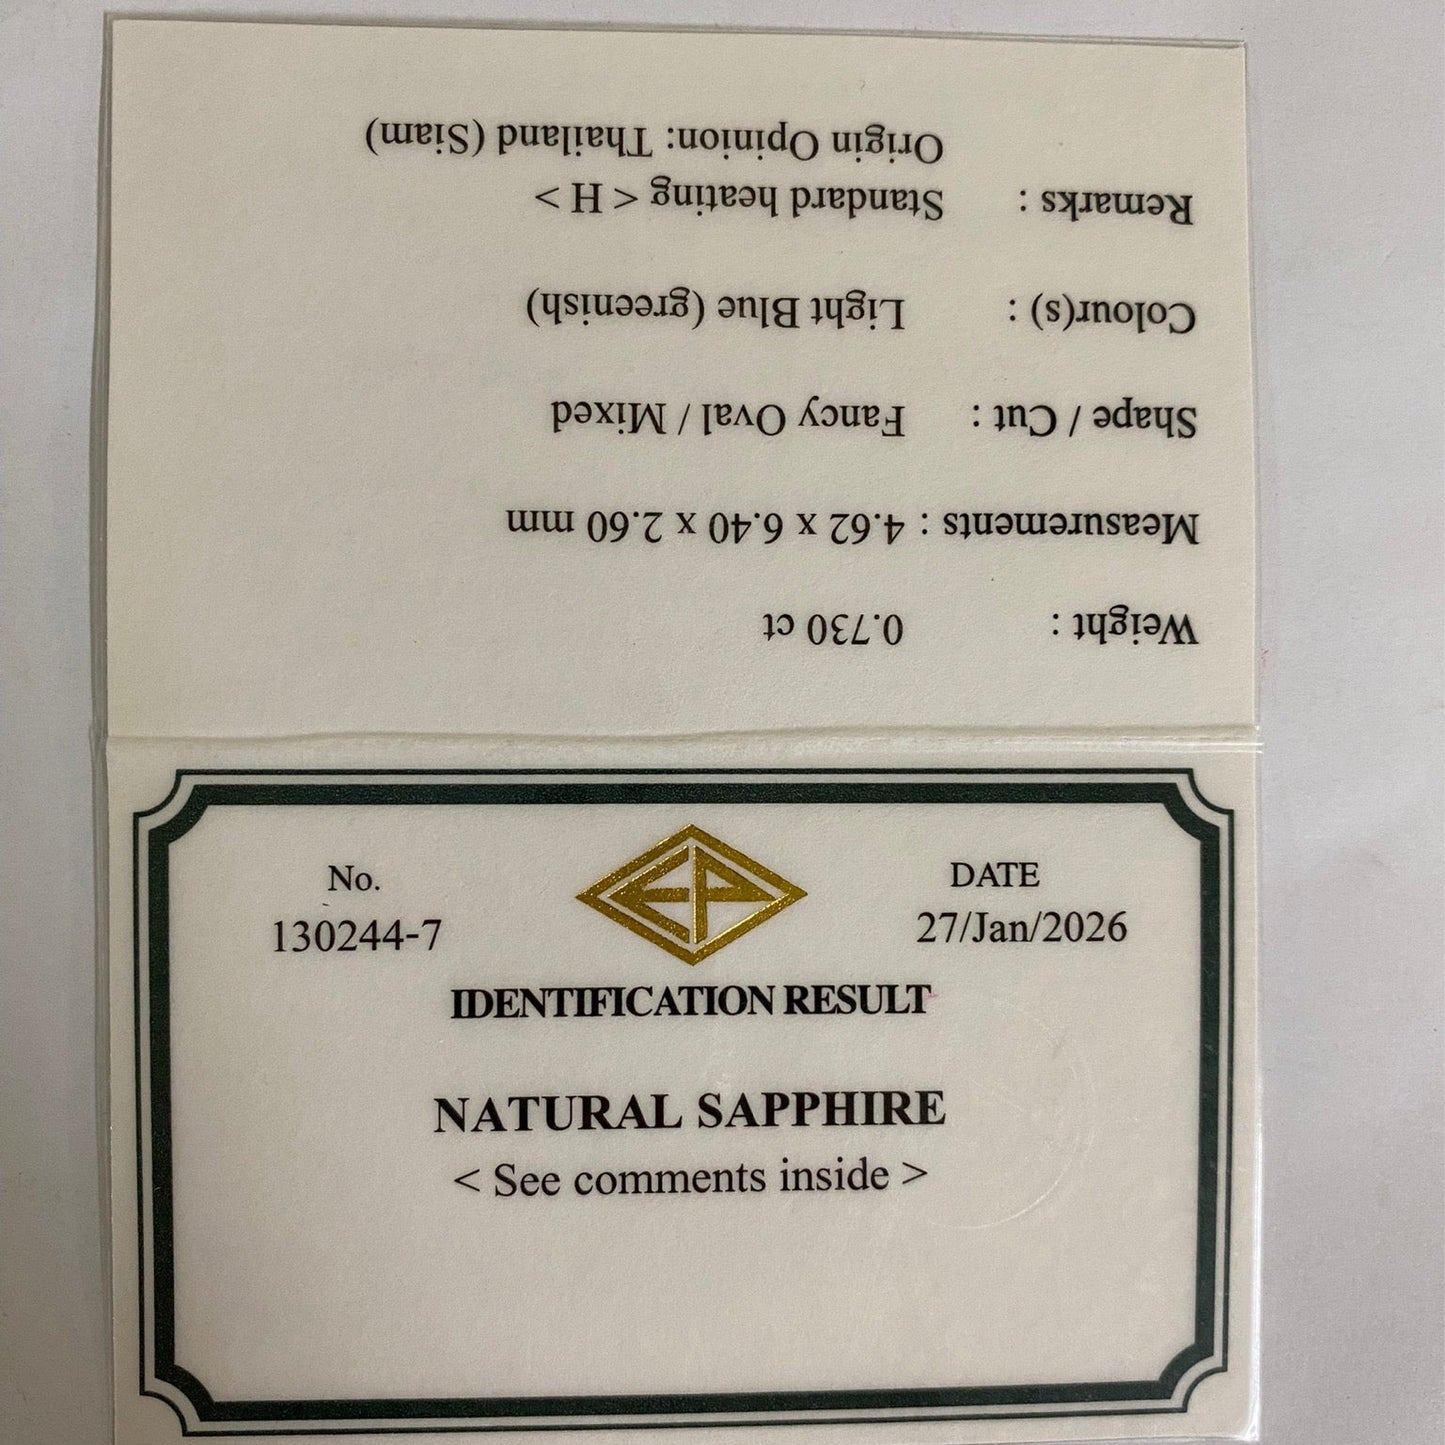 No.
130244-7
EP
DATE
27/Jan/2026
IDENTIFICATION RESULT
NATURAL SAPPHIRE
< See comments inside >
Weight : 0.730 ct
Measurements : 4.62 x 6.40 x 2.60 mm
Shape / Cut : Fancy Oval / Mixed
Colour(s) : Light Blue (greenish)
Remarks : Standard heating < H >
Origin Opinion: Thailand (Siam)